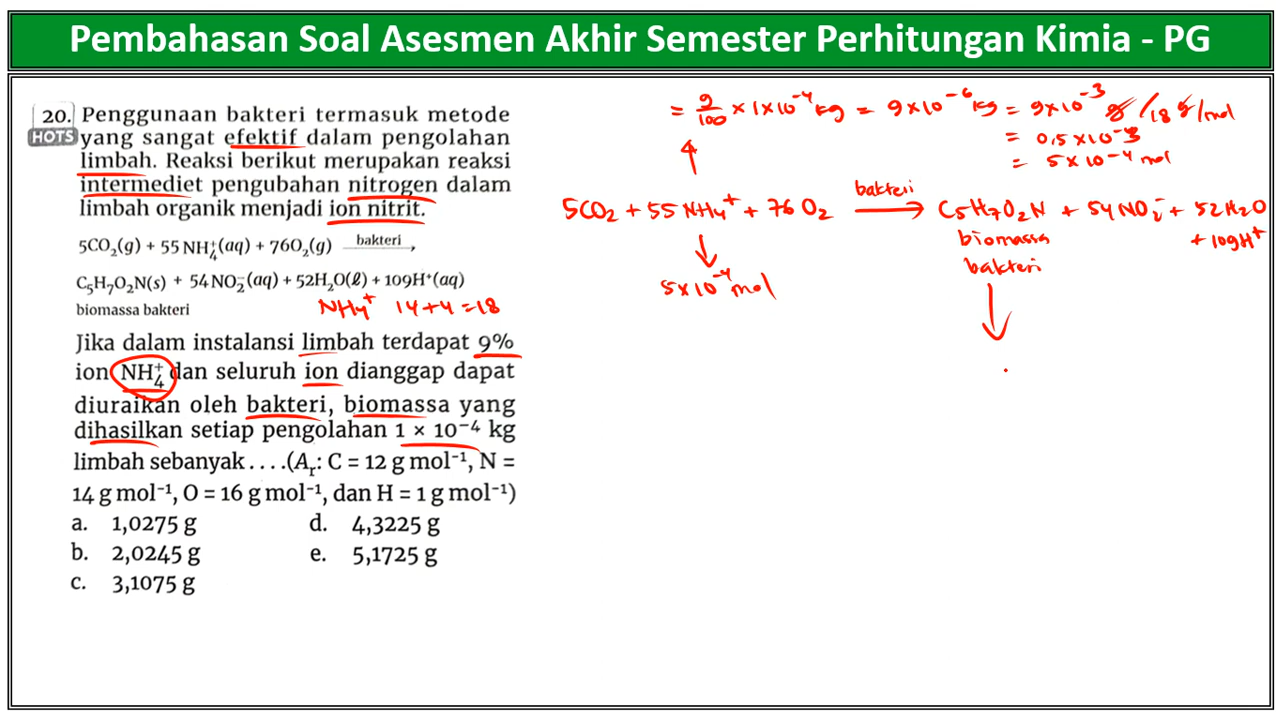 Pembahasan Soal Asesmen Akhir Semester Perhitungan Kimia - PG
20. Penggunaan bakteri termasuk metode
HOTS yang sangat efektif dalam pengolahan
limbah. Reaksi berikut merupakan reaksi
intermediet pengubahan nitrogen dalam
limbah organik menjadi ion nitrit.
5CO₂(g) + 55 NH₄⁺(aq) + 76O₂(g) bakteri →
C₅H₇O₂N(s) + 54NO₂⁻(aq) + 52H₂O(ℓ) + 109H⁺(aq)
biomassa bakteri
NH₄⁺ 14+4=18
Jika dalam instalansi limbah terdapat 9%
ion NH₄⁺ dan seluruh ion dianggap dapat
diuraikan oleh bakteri, biomassa yang
dihasilkan setiap pengolahan 1 × 10⁻⁴ kg
limbah sebanyak . . . . (Aᵣ: C = 12 g mol⁻¹, N =
14 g mol⁻¹, O = 16 g mol⁻¹, dan H = 1 g mol⁻¹)
a. 1,0275 g
b. 2,0245 g
c. 3,1075 g
d. 4,3225 g
e. 5,1725 g
= 9/100 × 1×10⁻⁴ kg = 9×10⁻⁶ kg = 9×10⁻³ g / 18 g/mol
= 0,5×10⁻³
= 5×10⁻⁴ mol
5CO₂ + 55 NH₄⁺ + 76 O₂ bakteri → C₅H₇O₂N + 54NO₂⁻ + 52H₂O
+ 109H⁺
biomassa
bakteri
5×10⁻⁴ mol